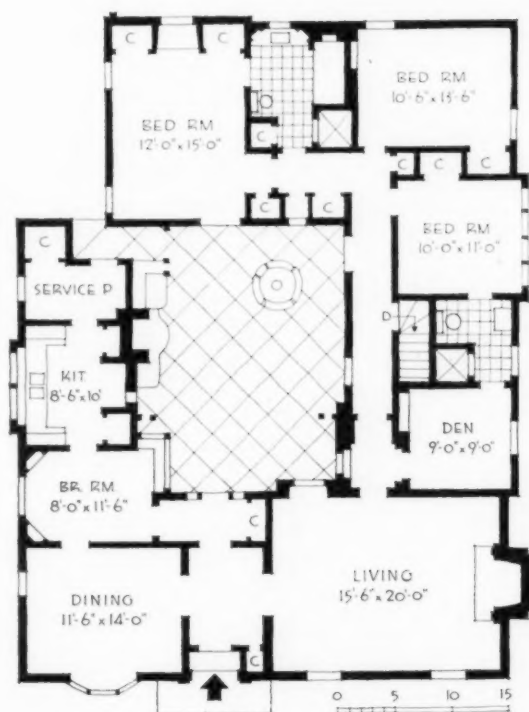 C
C
BED RM
12'-0"x15'-0"
C
BED RM
10'-6"x13'-6"
C
C
C
C
C
BED RM
10'-0"x11'-0"
C
SERVICE P.
KIT.
8'-6"x10'
D
DEN
9'-0"x9'-0"
BR. RM.
8'-0"x11'-6"
C
DINING
11'-6"x14'-0"
LIVING
15'-6"x20'-0"
C
0 5 10 15